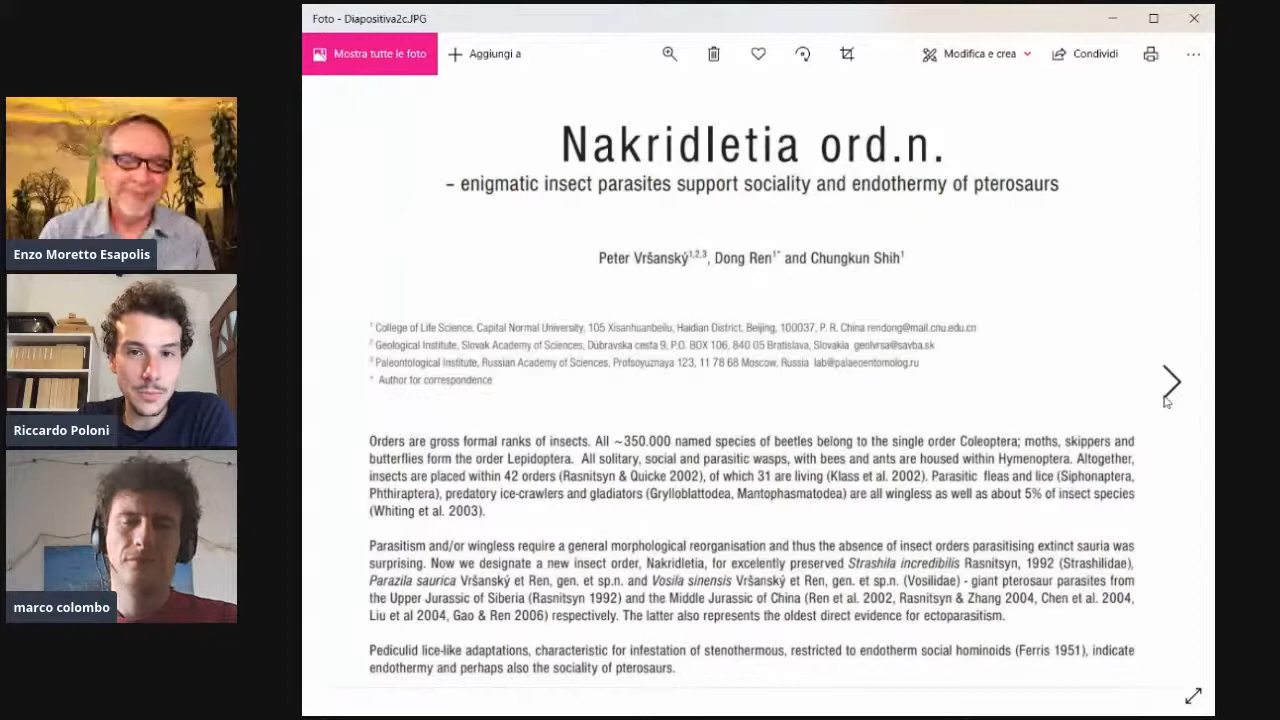 Foto - Diapositiva2c.JPG
Mostra tutte le foto
Aggiungi a
Modifica e crea
Condividi
Nakridletia ord.n.
– enigmatic insect parasites support sociality and endothermy of pterosaurs
Peter Vršanský1,2,3, Dong Ren1* and Chungkun Shih1
1 College of Life Science, Capital Normal University, 105 Xisanhuanbeilu, Haidian District, Beijing, 100037, P. R. China rendong@mail.cnu.edu.cn
2 Geological Institute, Slovak Academy of Sciences, Dúbravska cesta 9, P.O. BOX 106, 840 05 Bratislava, Slovakia geolvrsa@savba.sk
3 Paleontological Institute, Russian Academy of Sciences, Profsoyuznaya 123, 11 78 68 Moscow, Russia lab@palaeoentomolog.ru
* Author for correspondence
Orders are gross formal ranks of insects. All ~350.000 named species of beetles belong to the single order Coleoptera; moths, skippers and
butterflies form the order Lepidoptera. All solitary, social and parasitic wasps, with bees and ants are housed within Hymenoptera. Altogether,
insects are placed within 42 orders (Rasnitsyn & Quicke 2002), of which 31 are living (Klass et al. 2002). Parasitic fleas and lice (Siphonaptera,
Phthiraptera), predatory ice-crawlers and gladiators (Grylloblattodea, Mantophasmatodea) are all wingless as well as about 5% of insect species
(Whiting et al. 2003).
Parasitism and/or wingless require a general morphological reorganisation and thus the absence of insect orders parasitising extinct sauria was
surprising. Now we designate a new insect order, Nakridletia, for excelently preserved Strashila incredibilis Rasnitsyn, 1992 (Strashilidae),
Parazila saurica Vršanský et Ren, gen. et sp.n. and Vosila sinensis Vršanský et Ren, gen. et sp.n. (Vosilidae) - giant pterosaur parasites from
the Upper Jurassic of Siberia (Rasnitsyn 1992) and the Middle Jurassic of China (Ren et al. 2002, Rasnitsyn & Zhang 2004, Chen et al. 2004,
Liu et al 2004, Gao & Ren 2006) respectively. The latter also represents the oldest direct evidence for ectoparasitism.
Pediculid lice-like adaptations, characteristic for infestation of stenothermous, restricted to endotherm social hominoids (Ferris 1951), indicate
endothermy and perhaps also the sociality of pterosaurs.
Enzo Moretto Esapolis
Riccardo Poloni
marco colombo